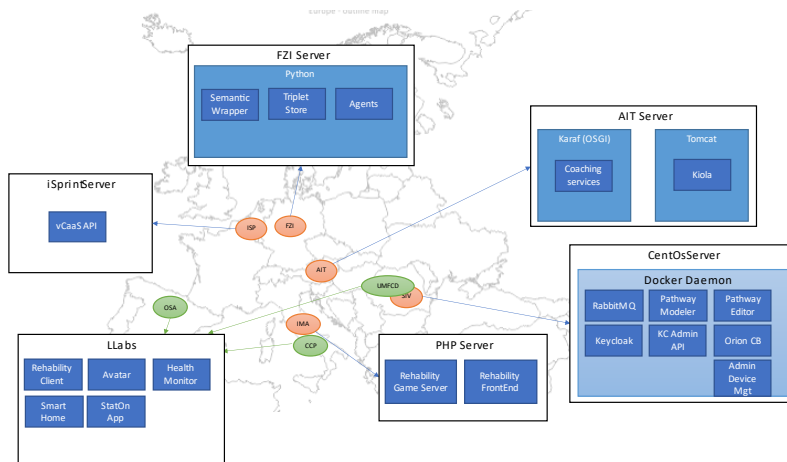 Europe - outline map
FZI Server
Python
Semantic
Wrapper
Triplet
Store
Agents
AIT Server
Karaf (OSGI)
Coaching
services
Tomcat
Kiola
iSprintServer
vCaaS API
ISP
FZI
AIT
UMFCD
SIV
OSA
IMA
CCP
CentOsServer
Docker Daemon
RabbitMQ
Pathway
Modeler
Pathway
Editor
Keycloak
KC Admin
API
Orion CB
Admin
Device
Mgt
LLabs
Rehability
Client
Avatar
Health
Monitor
Smart
Home
StatOn
App
PHP Server
Rehability
Game Server
Rehability
FrontEnd